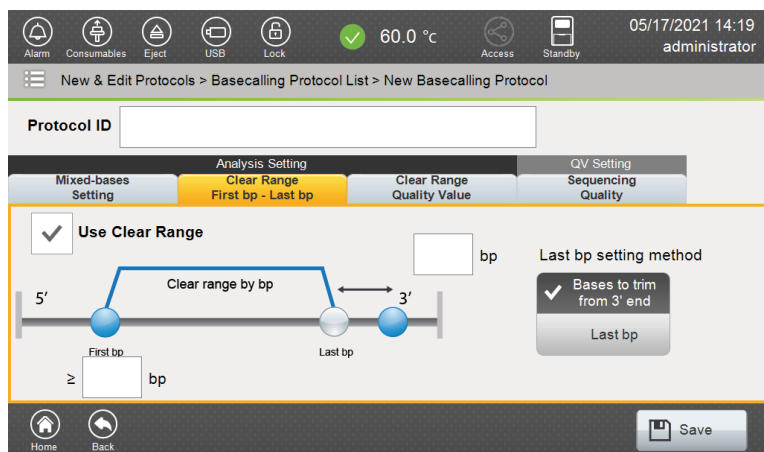 60.0 °c
05/17/2021 14:19
administrator
Alarm
Consumables
Eject
USB
Lock
Access
Standby
New & Edit Protocols > Basecalling Protocol List > New Basecalling Protocol
Protocol ID
Analysis Setting
QV Setting
Mixed-bases
Setting
Clear Range
First bp - Last bp
Clear Range
Quality Value
Sequencing
Quality
Use Clear Range
bp
Last bp setting method
Clear range by bp
Bases to trim
from 3' end
5′
3′
Last bp
First bp
Last bp
≥ bp
Home
Back
Save